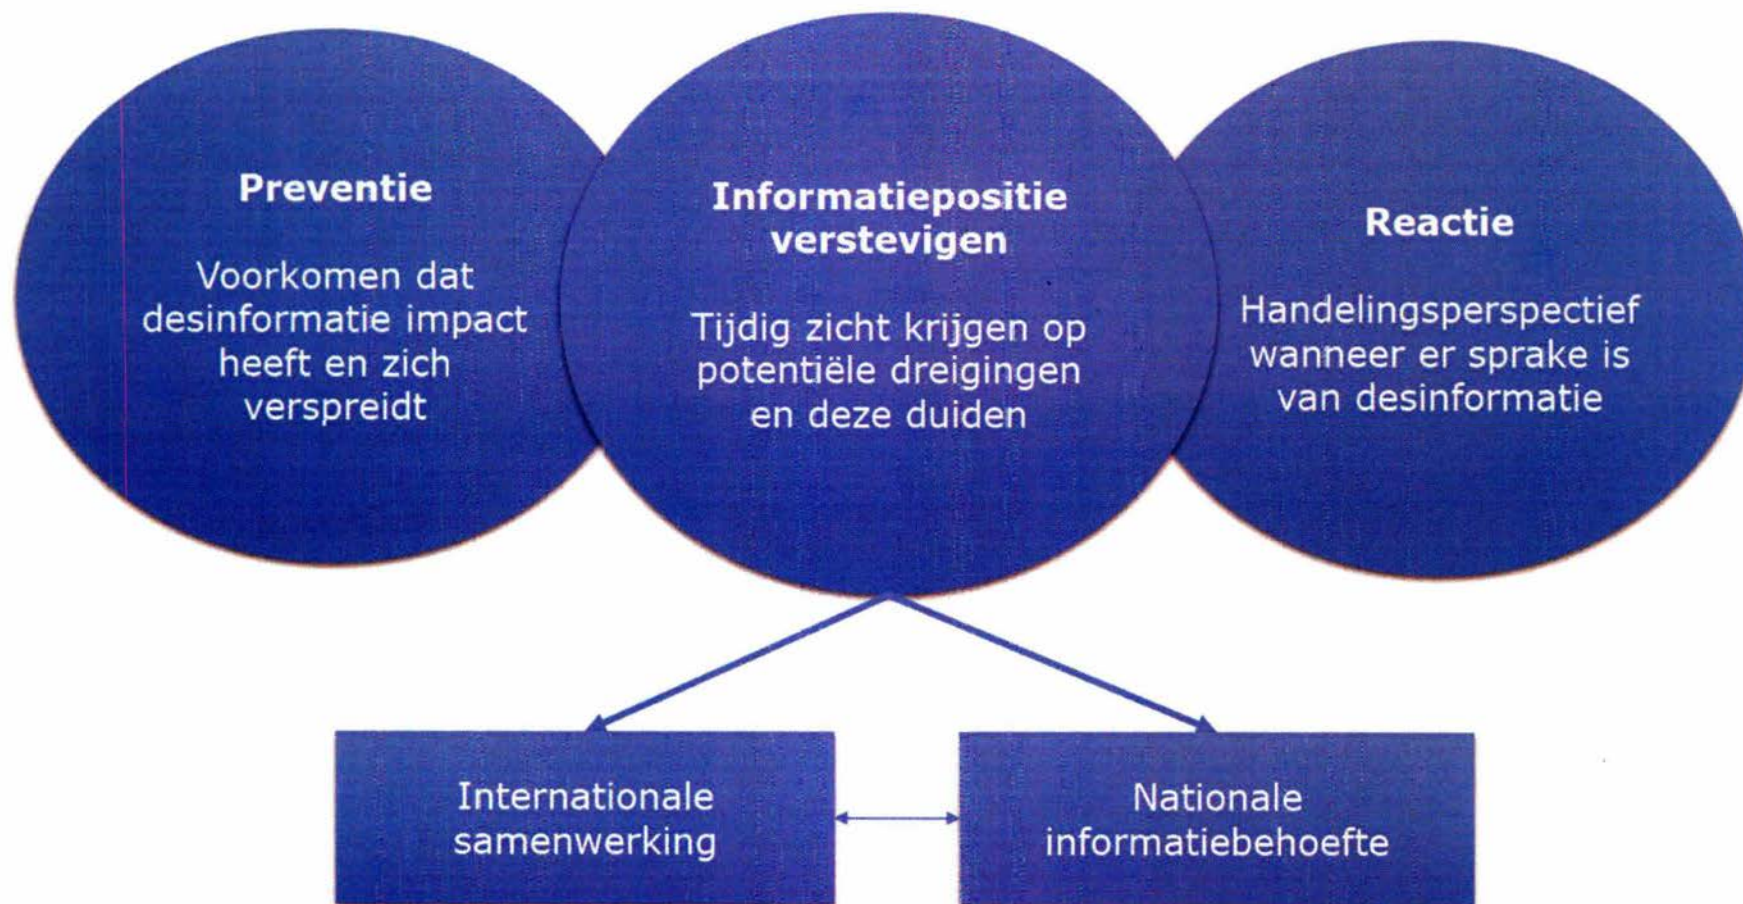 Preventie
Voorkomen dat
desinformatie impact
heeft en zich
verspreidt
Informatiepositie
verstevigen
Tijdig zicht krijgen op
potentiële dreigingen
en deze duiden
Reactie
Handelingsperspectief
wanneer er sprake is
van desinformatie
Internationale
samenwerking
Nationale
informatiebehoefte